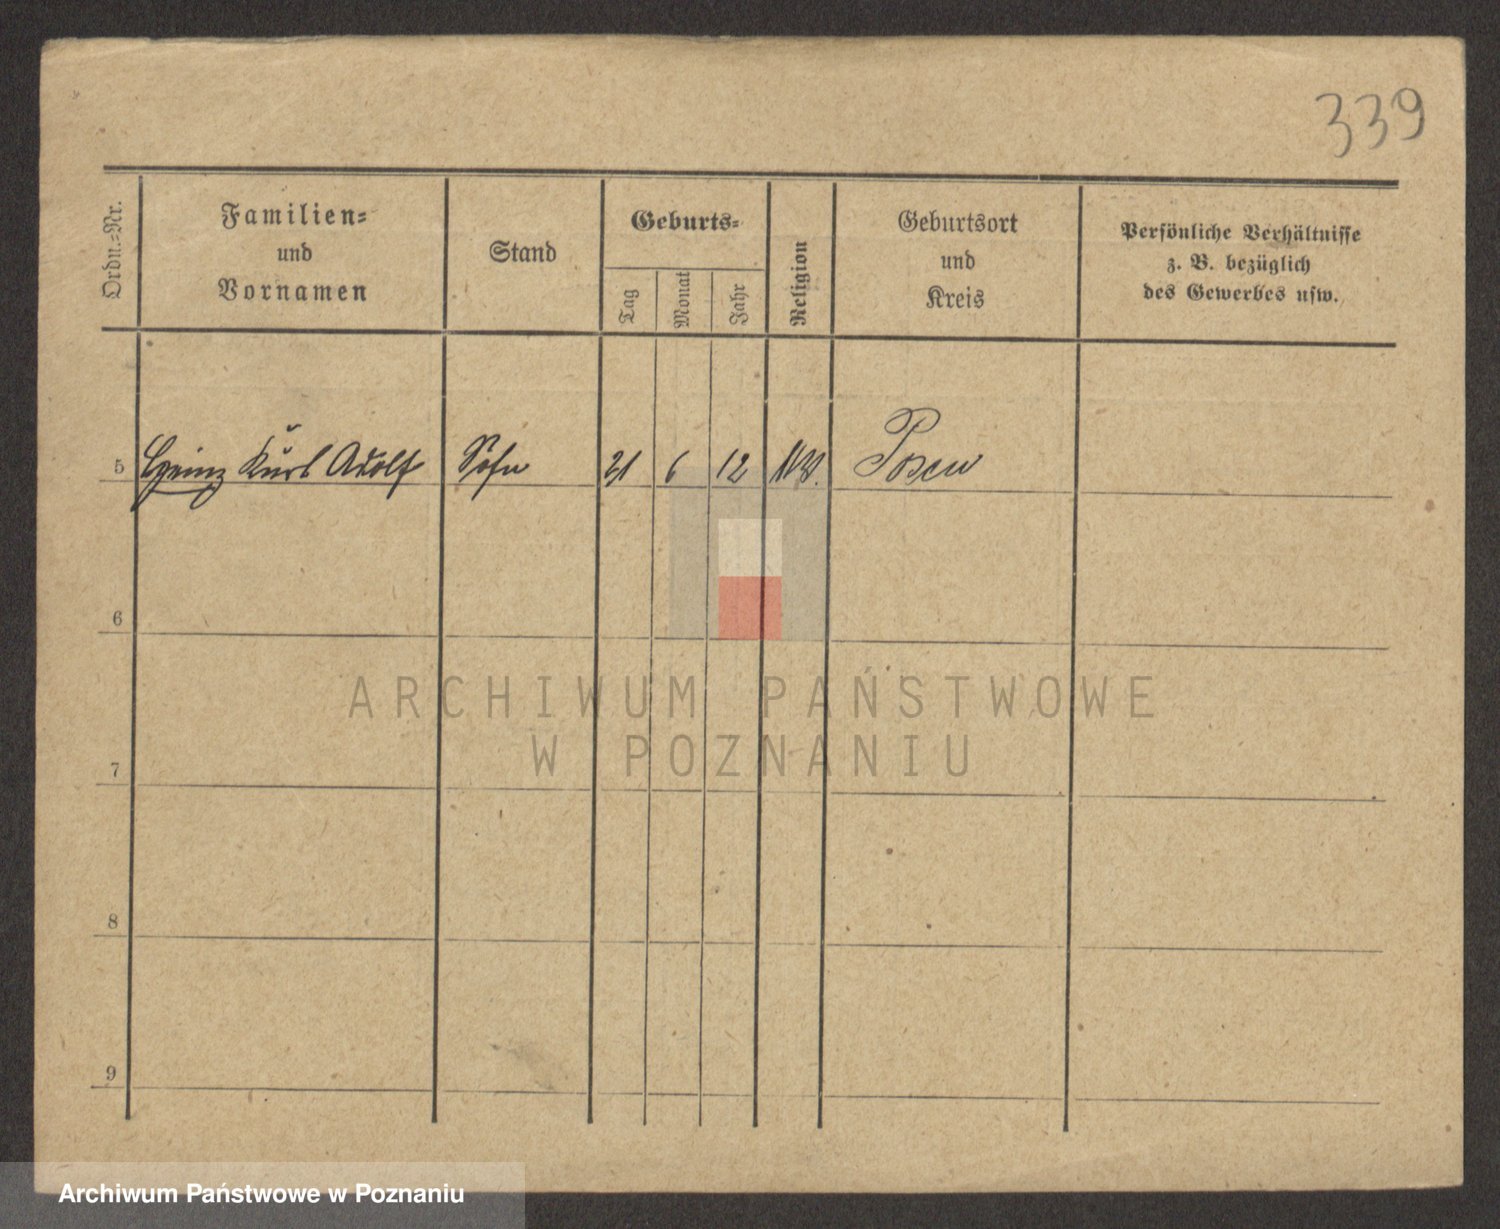 339
Ordn.=Nr.
Familien=
und
Vornamen
Stand
Geburts=
Tag
Monat
Jahr
Religion
Geburtsort
und
Kreis
Persönliche Verhältnisse
z. B. bezüglich
des Gewerbes usw.
5 Heinz Kurt Adolf Sohn 21 6 12 Posen
6
ARCHIWUM PAŃSTWOWE
W POZNANIU
7
8
9
Archiwum Państwowe w Poznaniu